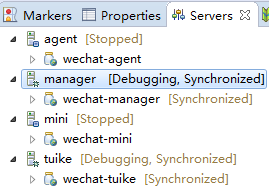 Markers Properties Servers
agent [Stopped]
wechat-agent
manager [Debugging, Synchronized]
wechat-manager [Synchronized]
mini [Stopped]
wechat-mini
tuike [Debugging, Synchronized]
wechat-tuike [Synchronized]